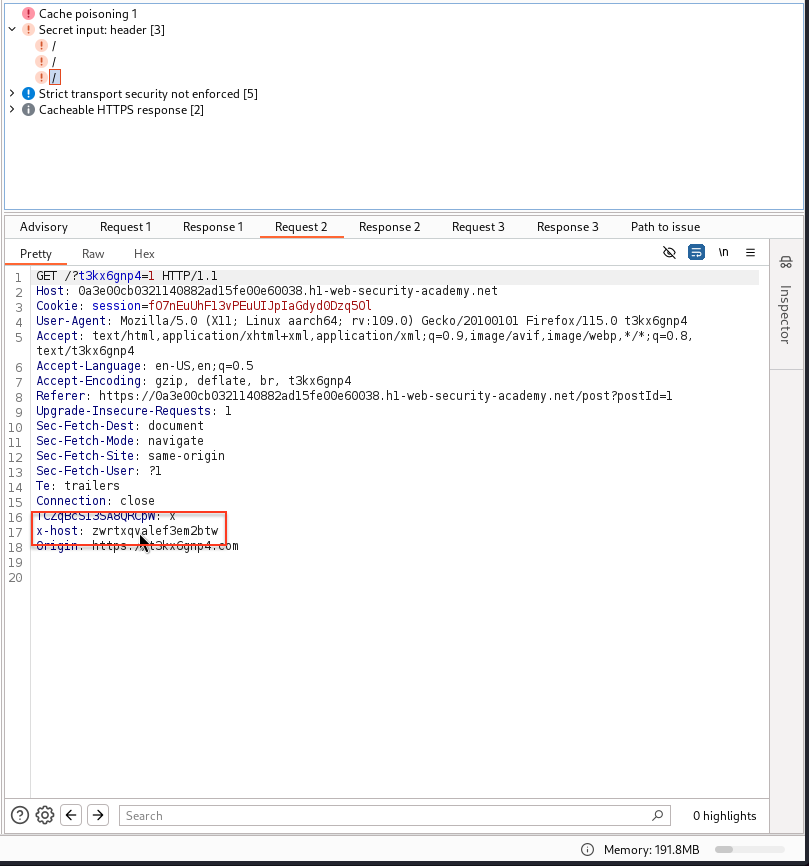 Cache poisoning 1
Secret input: header [3]
/
/
/
Strict transport security not enforced [5]
Cacheable HTTPS response [2]
Advisory Request 1 Response 1 Request 2 Response 2 Request 3 Response 3 Path to issue
Pretty Raw Hex \n
1 GET /?t3kx6gnp4=1 HTTP/1.1
2 Host: 0a3e00cb0321140882ad15fe00e60038.h1-web-security-academy.net
3 Cookie: session=fO7nEuUhF13vPEuUIJpIaGdyd0Dzq5Ol
4 User-Agent: Mozilla/5.0 (X11; Linux aarch64; rv:109.0) Gecko/20100101 Firefox/115.0 t3kx6gnp4
5 Accept: text/html,application/xhtml+xml,application/xml;q=0.9,image/avif,image/webp,*/*;q=0.8,
text/t3kx6gnp4
6 Accept-Language: en-US,en;q=0.5
7 Accept-Encoding: gzip, deflate, br, t3kx6gnp4
8 Referer: https://0a3e00cb0321140882ad15fe00e60038.h1-web-security-academy.net/post?postId=1
9 Upgrade-Insecure-Requests: 1
10 Sec-Fetch-Dest: document
11 Sec-Fetch-Mode: navigate
12 Sec-Fetch-Site: same-origin
13 Sec-Fetch-User: ?1
14 Te: trailers
15 Connection: close
16 x
17 x-host: zwrtxqvalef3em2btw
18 Origin: https://t3kx6gnp4.com
19
20
Inspector
Search
0 highlights
Memory: 191.8MB